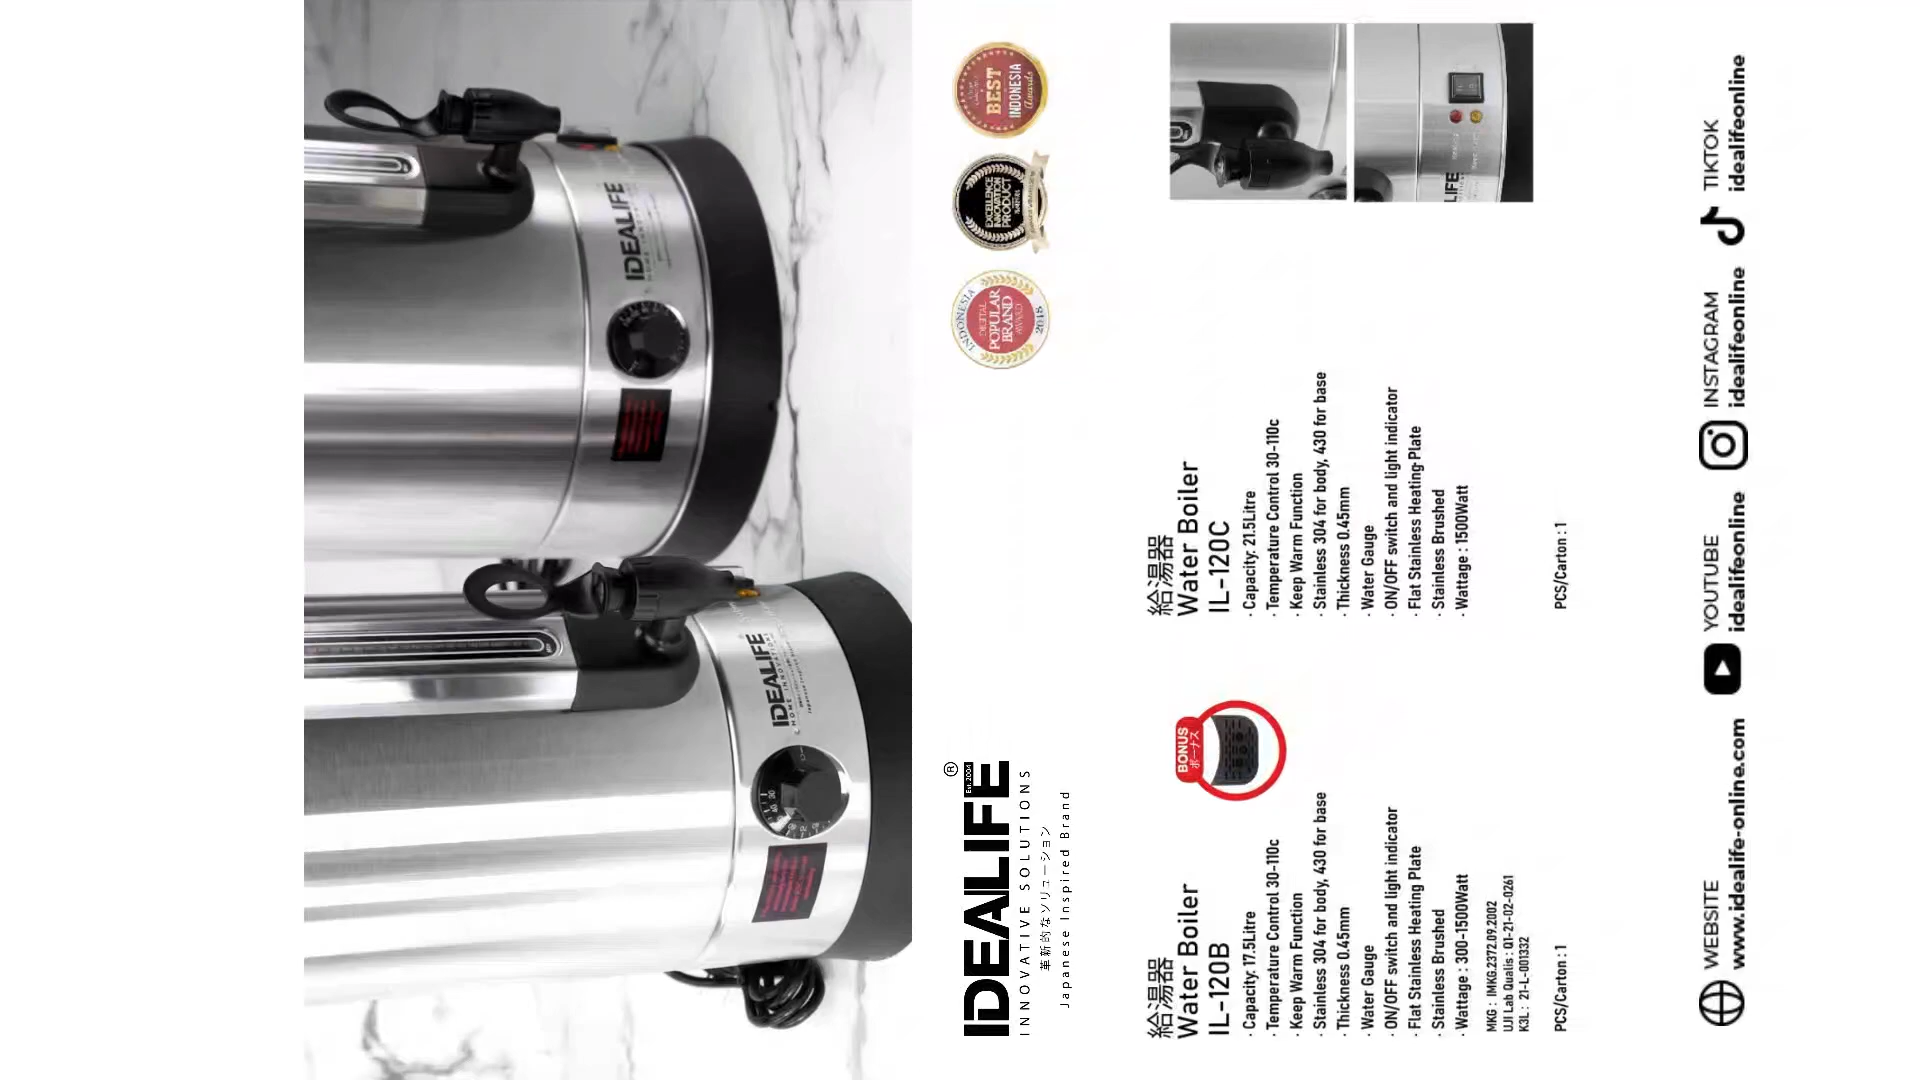 IDEALIFE
IDEALIFE
HOME INNOVATIONS
IDEALIFE®
Est. 2004
INNOVATIVE SOLUTIONS
革新的なソリューション
Japanese Inspired Brand
INDONESIA
DIGITAL
POPULAR
BRAND
AWARD
2018
EXCELLENCE
INNOVATION
PRODUCT
BEST
INDONESIA
Awards
給湯器
Water Boiler
IL-120B
· Capacity: 17.5Litre
· Temperature Control 30-110c
· Keep Warm Function
· Stainless 304 for body, 430 for base
· Thickness 0.45mm
· Water Gauge
· ON/OFF switch and light indicator
· Flat Stainless Heating Plate
· Stainless Brushed
· Wattage : 300-1500Watt
MKG : IMKG.2372.09.2002
UJI Lab Qualis : Q1-21-02-0261
K3L : 21-L-001332
PCS/Carton : 1
BONUS
ボーナス
給湯器
Water Boiler
IL-120C
· Capacity: 21.5Litre
· Temperature Control 30-110c
· Keep Warm Function
· Stainless 304 for body, 430 for base
· Thickness 0.45mm
· Water Gauge
· ON/OFF switch and light indicator
· Flat Stainless Heating Plate
· Stainless Brushed
· Wattage : 1500Watt
PCS/Carton : 1
LIFE
WEBSITE
www.idealife-online.com
YOUTUBE
idealifeonline
INSTAGRAM
idealifeonline
TIKTOK
idealifeonline